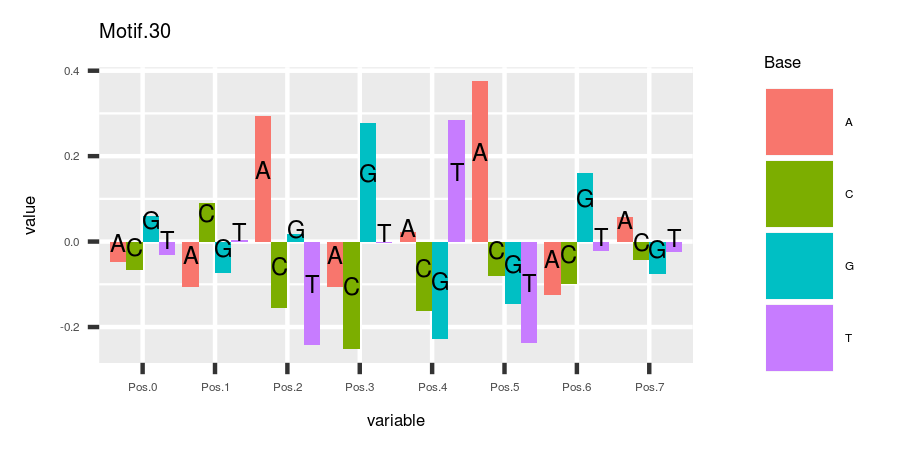 Motif.30
value
0.4
0.2
0.0
-0.2
A C G T A C G T A C G T A C G T A C G T A C G T A C G T A C G T
Pos.0 Pos.1 Pos.2 Pos.3 Pos.4 Pos.5 Pos.6 Pos.7
variable
Base
A
C
G
T